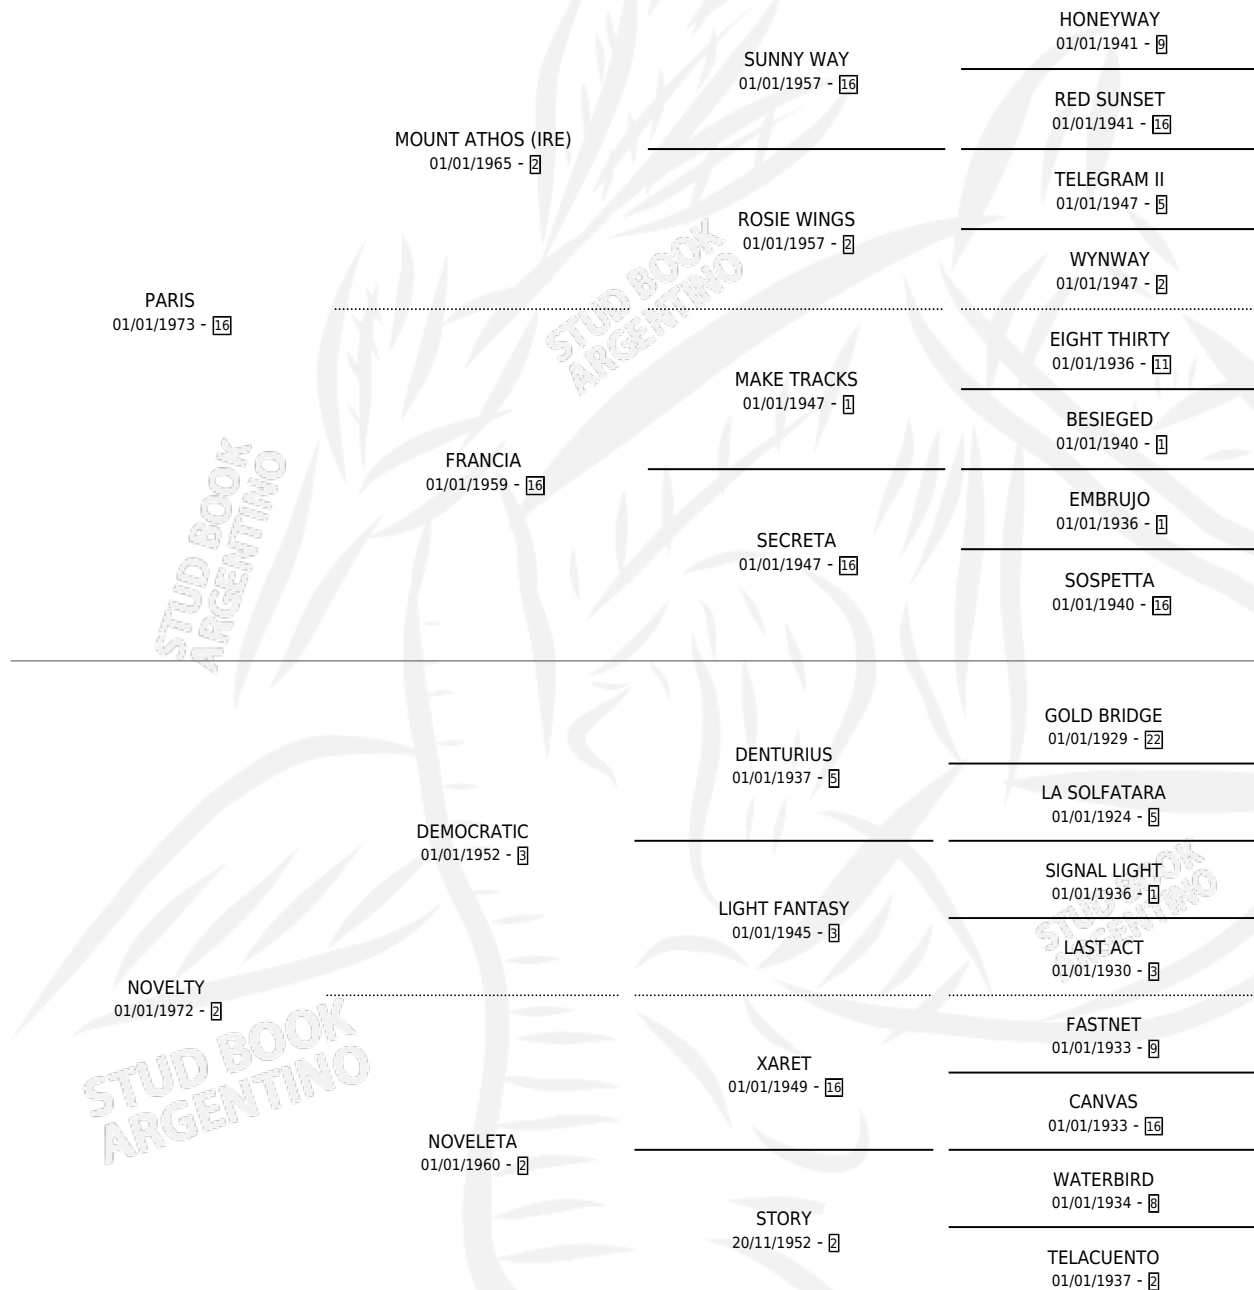 HONEYWAY
01/01/1941 - 9
SUNNY WAY
01/01/1957 - 16
RED SUNSET
01/01/1941 - 16
MOUNT ATHOS (IRE)
01/01/1965 - 2
TELEGRAM II
01/01/1947 - 5
ROSIE WINGS
01/01/1957 - 2
WYNWAY
01/01/1947 - 2
PARIS
01/01/1973 - 16
EIGHT THIRTY
01/01/1936 - 11
MAKE TRACKS
01/01/1947 - 1
BESIEGED
01/01/1940 - 1
FRANCIA
01/01/1959 - 16
EMBRUJO
01/01/1936 - 1
SECRETA
01/01/1947 - 16
SOSPETTA
01/01/1940 - 16
STUD BOOK
ARGENTINO
STUD BOOK
ARGENTINO
GOLD BRIDGE
01/01/1929 - 22
DENTURIUS
01/01/1937 - 5
LA SOLFATARA
01/01/1924 - 5
DEMOCRATIC
01/01/1952 - 3
SIGNAL LIGHT
01/01/1936 - 1
LIGHT FANTASY
01/01/1945 - 3
LAST ACT
01/01/1930 - 3
NOVELTY
01/01/1972 - 2
FASTNET
01/01/1933 - 9
XARET
01/01/1949 - 16
CANVAS
01/01/1933 - 16
NOVELETA
01/01/1960 - 2
WATERBIRD
01/01/1934 - 8
STORY
20/11/1952 - 2
TELACUENTO
01/01/1937 - 2
STUD BOOK
ARGENTINO
STUD BOOK
ARGENTINO